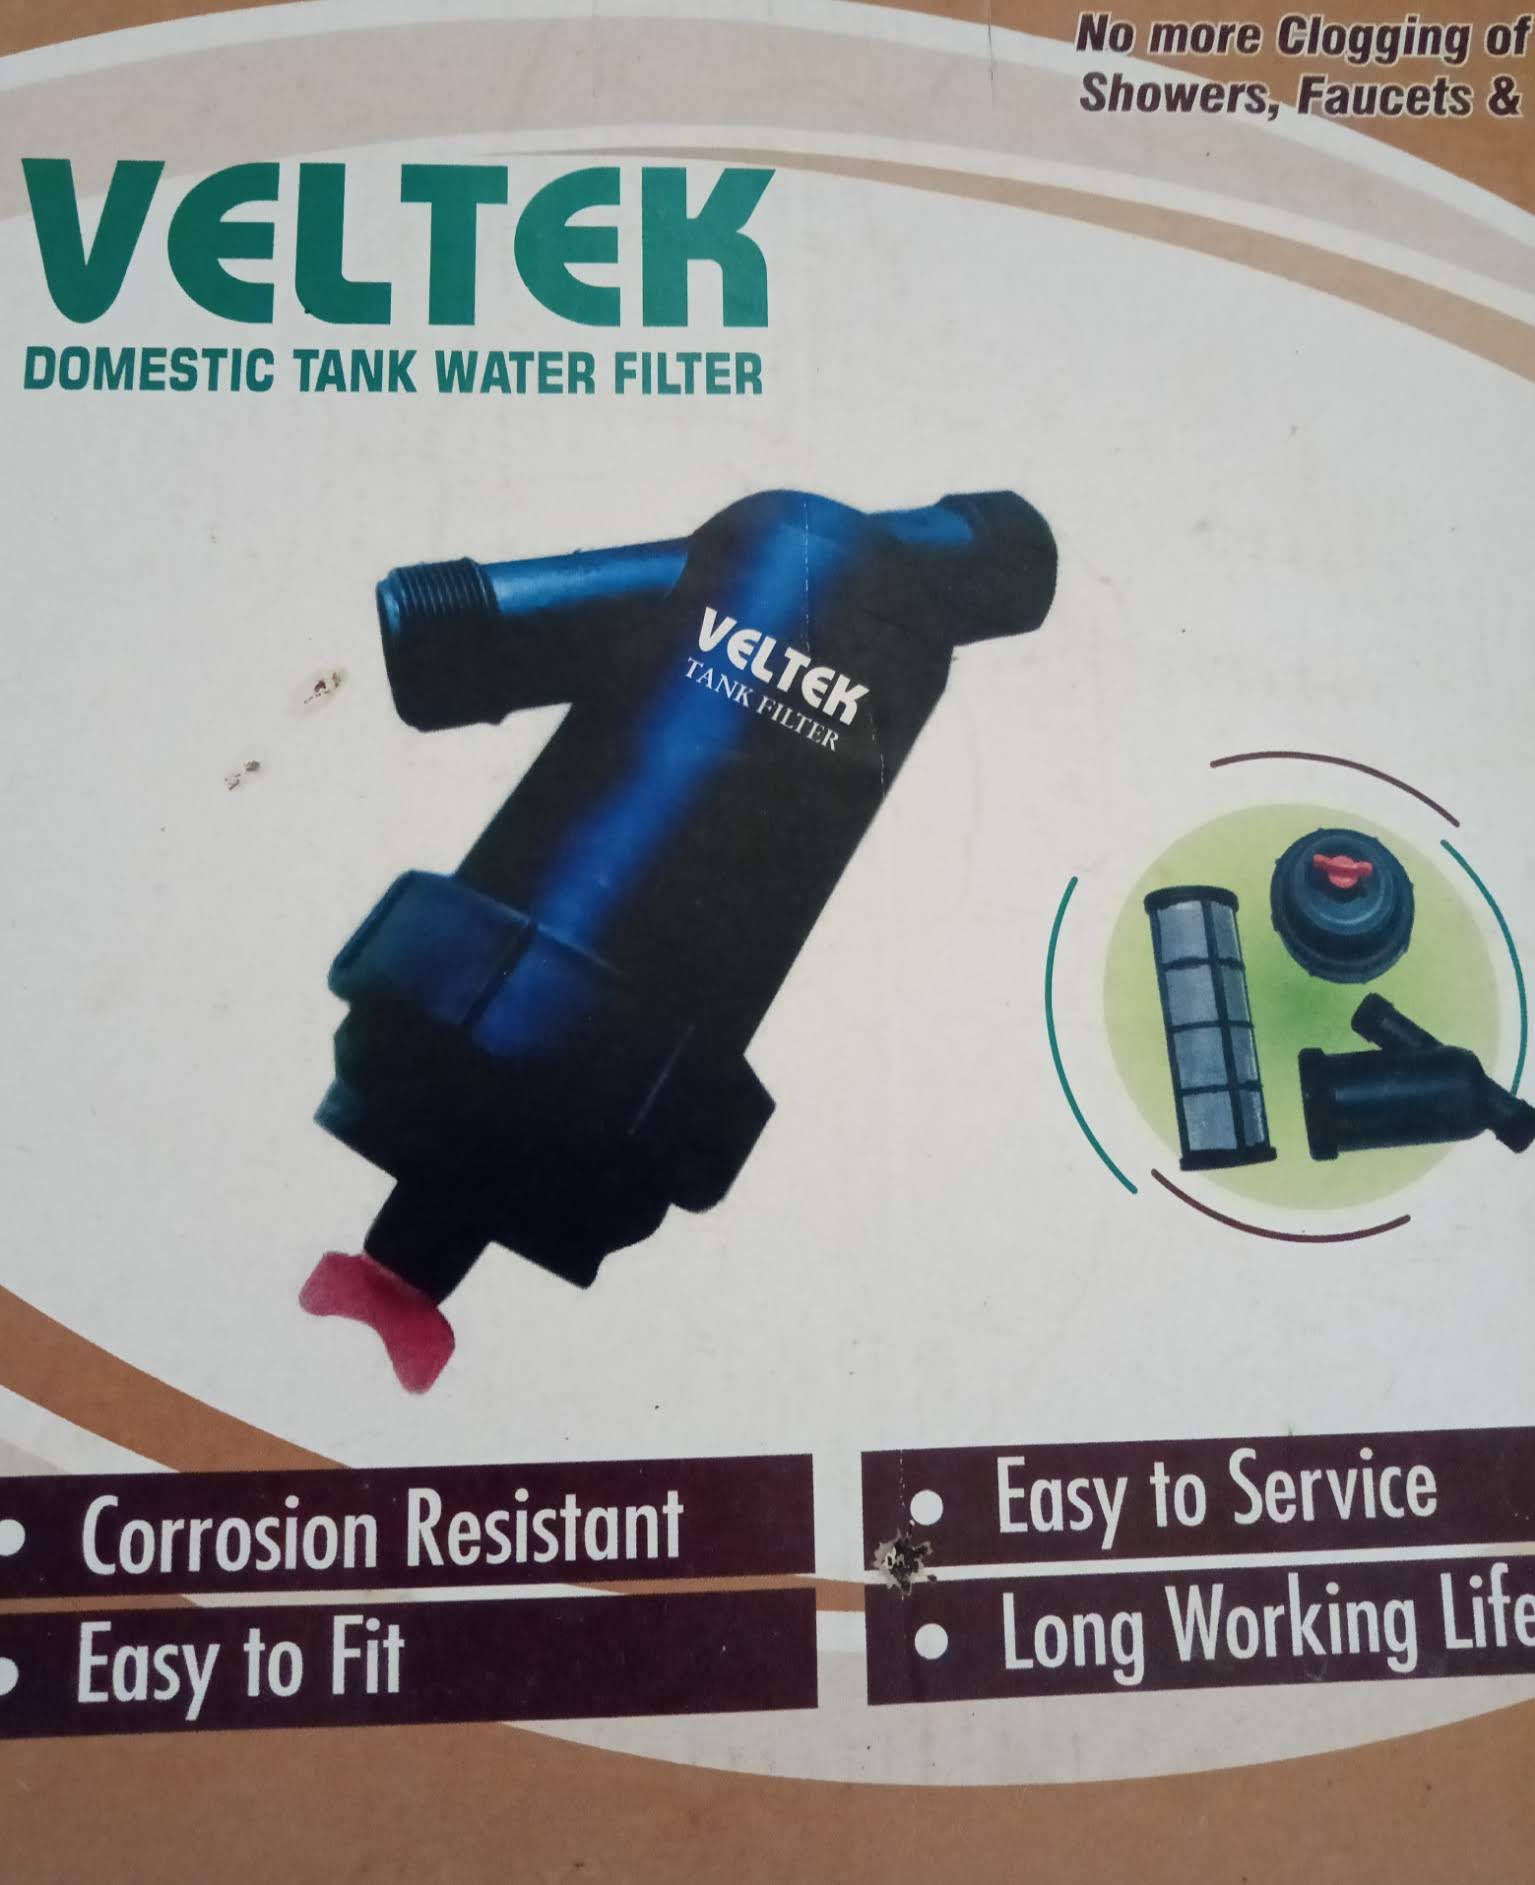 No more Clogging of
Showers, Faucets &
VELTEK
DOMESTIC TANK WATER FILTER
VELTEK
TANK FILTER
• Corrosion Resistant
• Easy to Service
• Easy to Fit
• Long Working Life